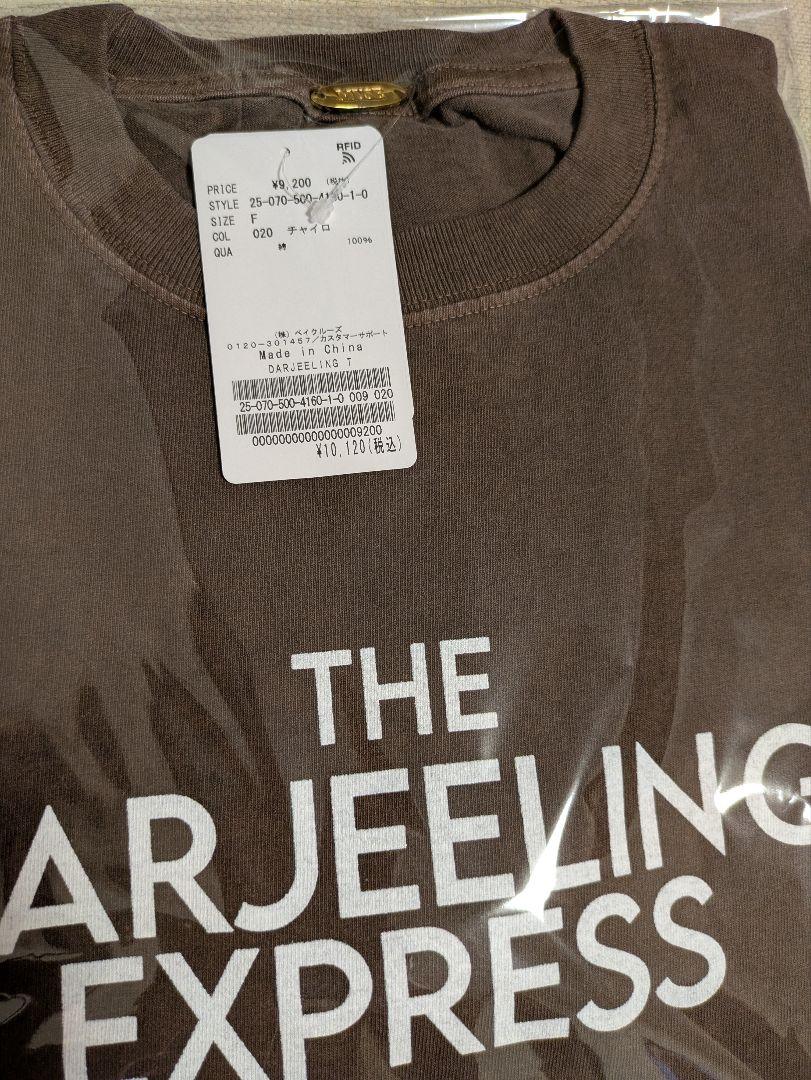 RFID
PRICE ¥9,200 (税抜)
STYLE 25-070-500-4160-1-0
SIZE F
COL 020 チャイロ
QUA 綿 100%
(株) ベイクルーズ
0120-301457/カスタマーサポート
Made in China
DARJEELING T
25-070-500-4160-1-0 009 020
00000000000000009200
¥10,120(税込)
THE
ARJEELING
EXPRESS